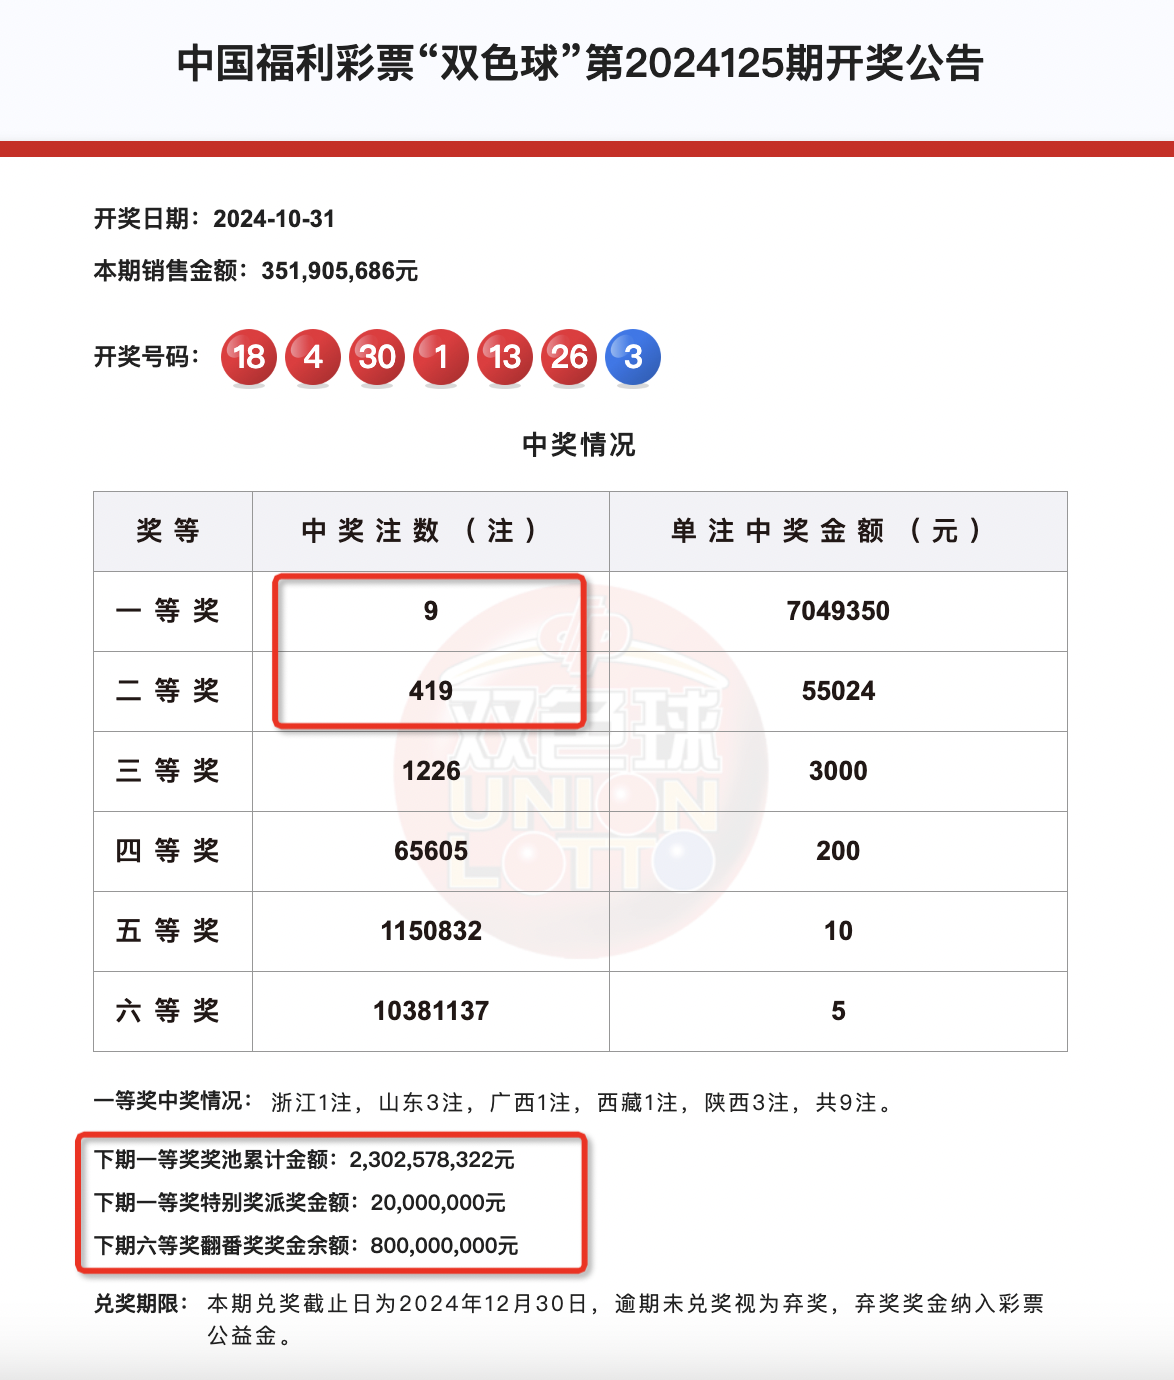 中国福利彩票“双色球”第2024125期开奖公告
开奖日期：2024-10-31
本期销售金额：351,905,686元
开奖号码： 18 4 30 1 13 26 3
中奖情况
奖等 中奖注数（注） 单注中奖金额（元）
一等奖 9 7049350
二等奖 419 55024
三等奖 1226 3000
四等奖 65605 200
五等奖 1150832 10
六等奖 10381137 5
双色球
UNION
LOTTO
一等奖中奖情况： 浙江1注，山东3注，广西1注，西藏1注，陕西3注，共9注。
下期一等奖奖池累计金额：2,302,578,322元
下期一等奖特别奖派奖金额：20,000,000元
下期六等奖翻番奖奖金余额：800,000,000元
兑奖期限： 本期兑奖截止日为2024年12月30日，逾期未兑奖视为弃奖，弃奖奖金纳入彩票
公益金。